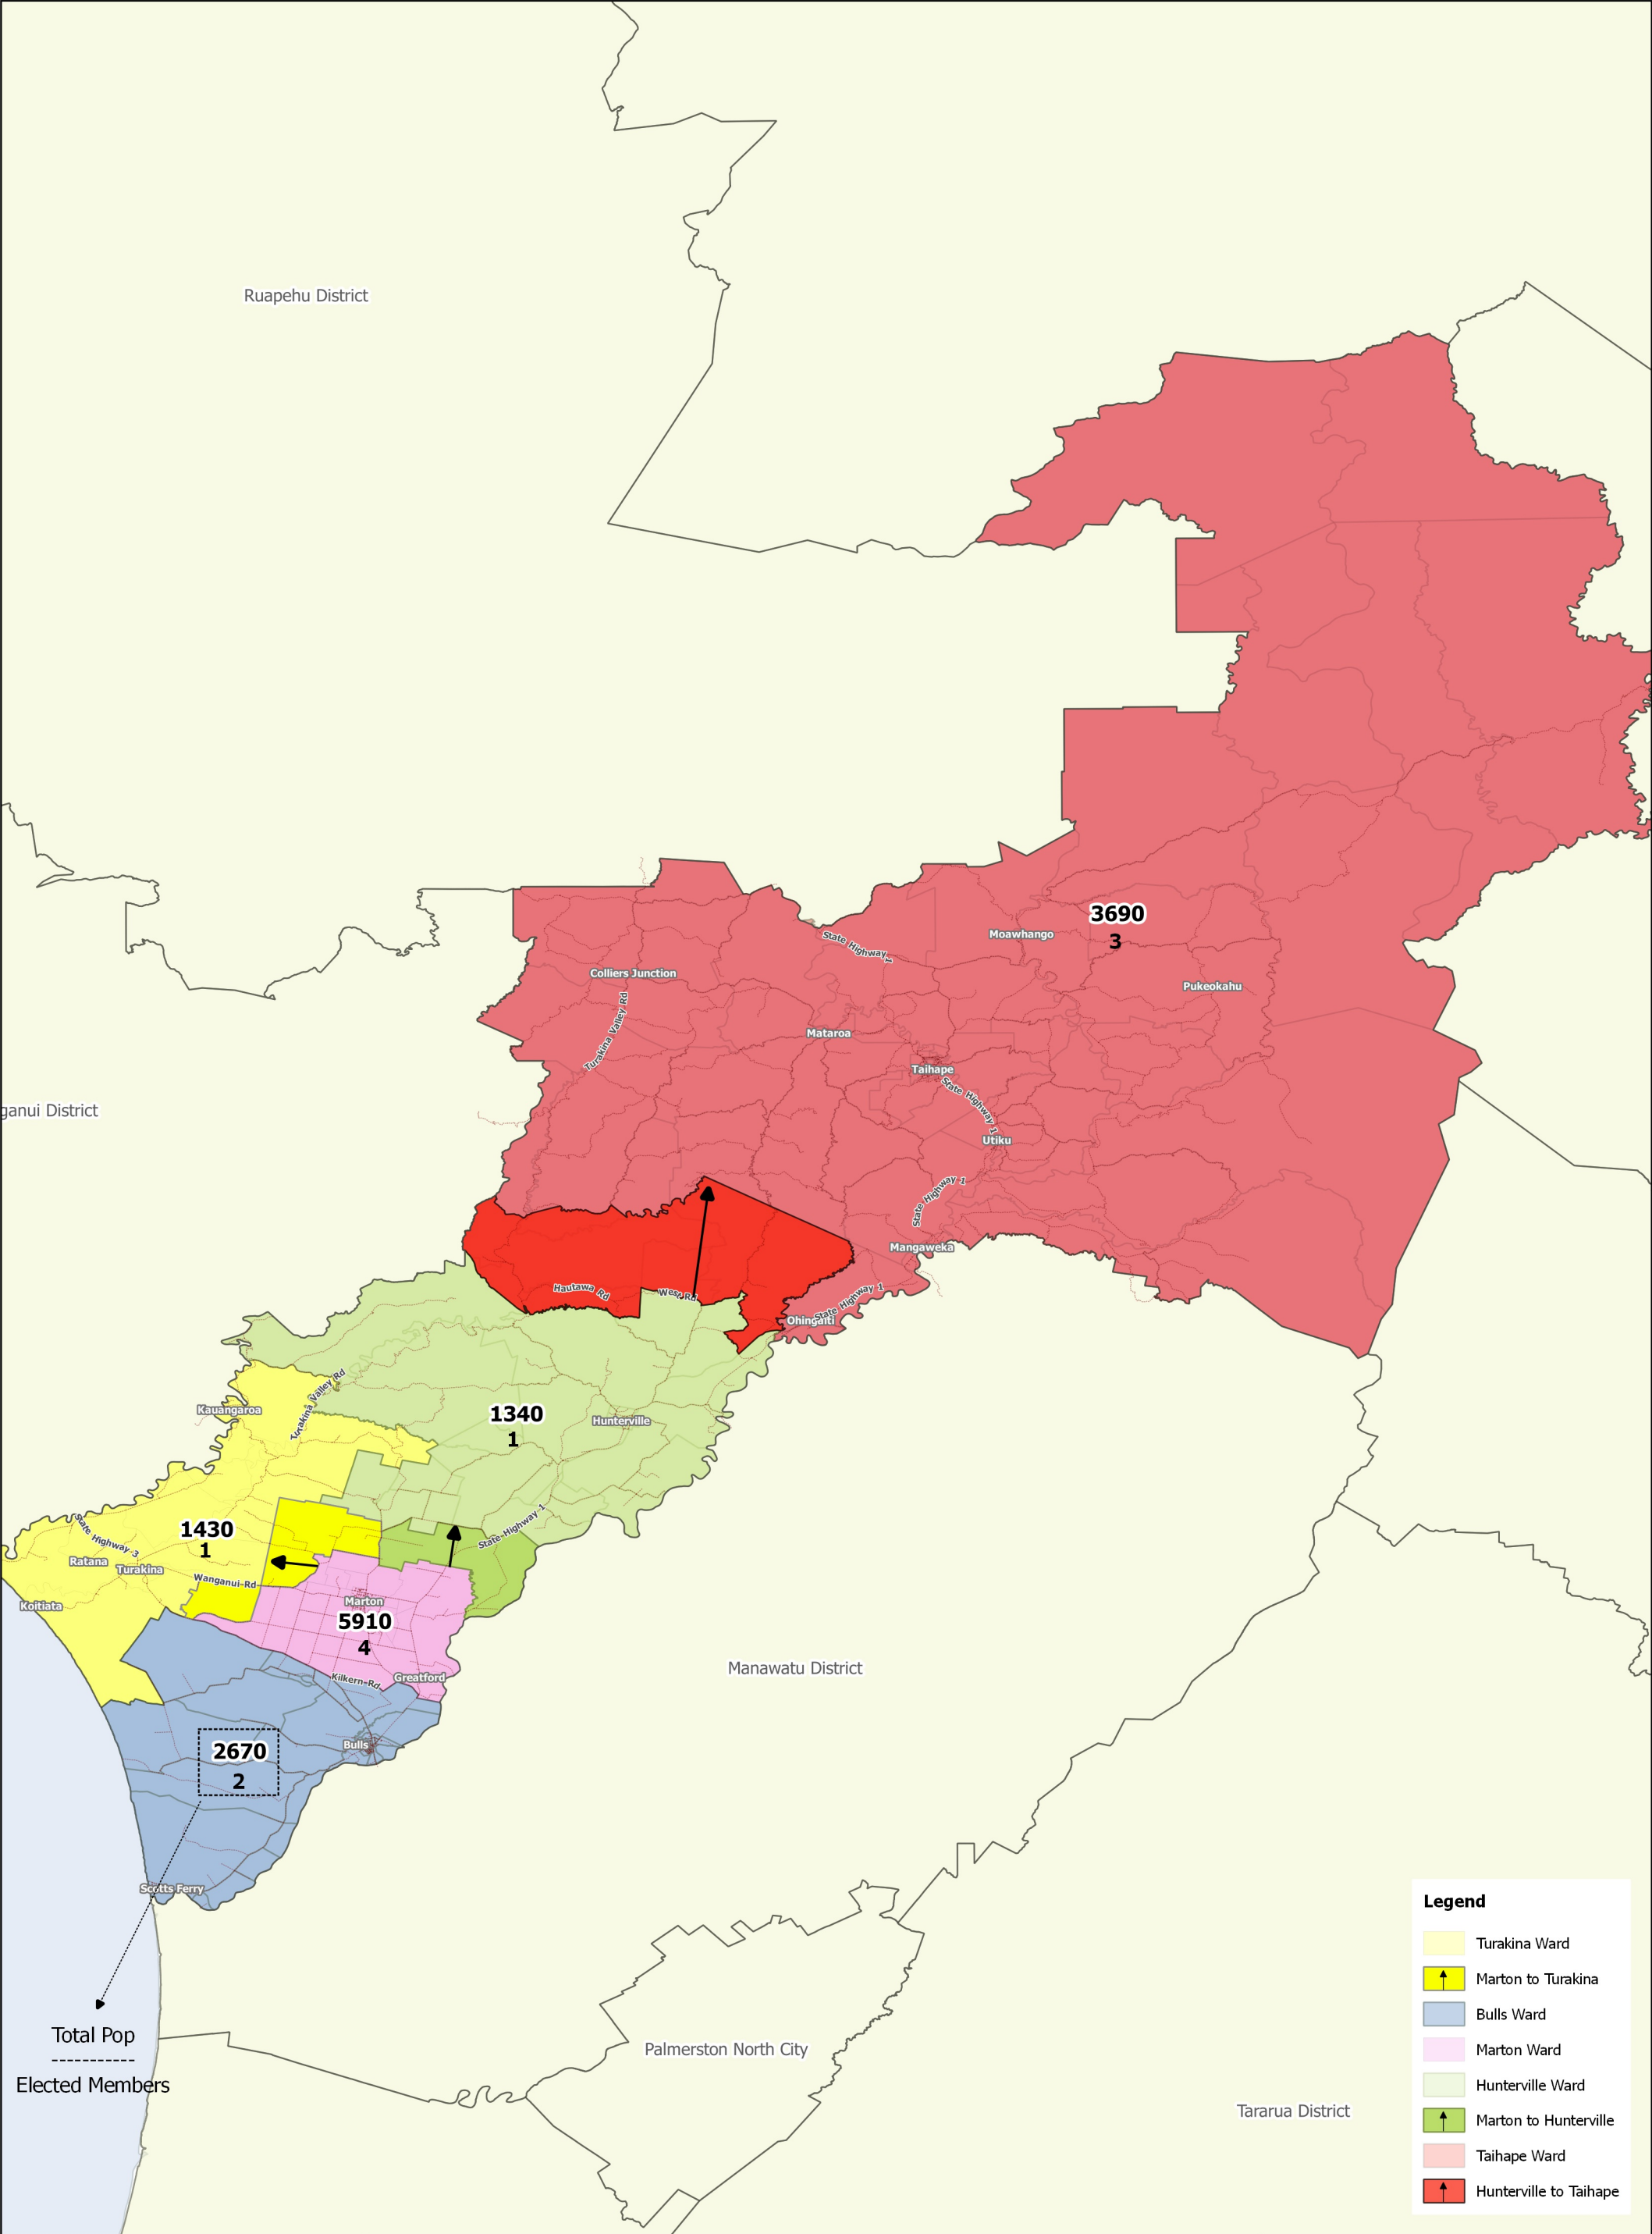 Ruapehu District
3690
3
Moawhango
State Highway 1
Colliers Junction
Pukeokahu
Turakina Valley Rd
Mataroa
Taihape
State Highway 1
ganui District
Utiku
State Highway 1
Mangaweka
Hautawa Rd
West Rd
State Highway 1
Ohingaiti
Turakina Valley Rd
Kauangaroa
1340
1
Hunterville
State Highway 1
State Highway 3
1430
1
Ratana
Turakina
Wanganui Rd
Koitiata
Marton
5910
4
Manawatu District
Greatford
Kilkern Rd
Bulls
2670
2
Scotts Ferry
Total Pop
Elected Members
Palmerston North City
Tararua District
Legend
Turakina Ward
Marton to Turakina
Bulls Ward
Marton Ward
Hunterville Ward
Marton to Hunterville
Taihape Ward
Hunterville to Taihape